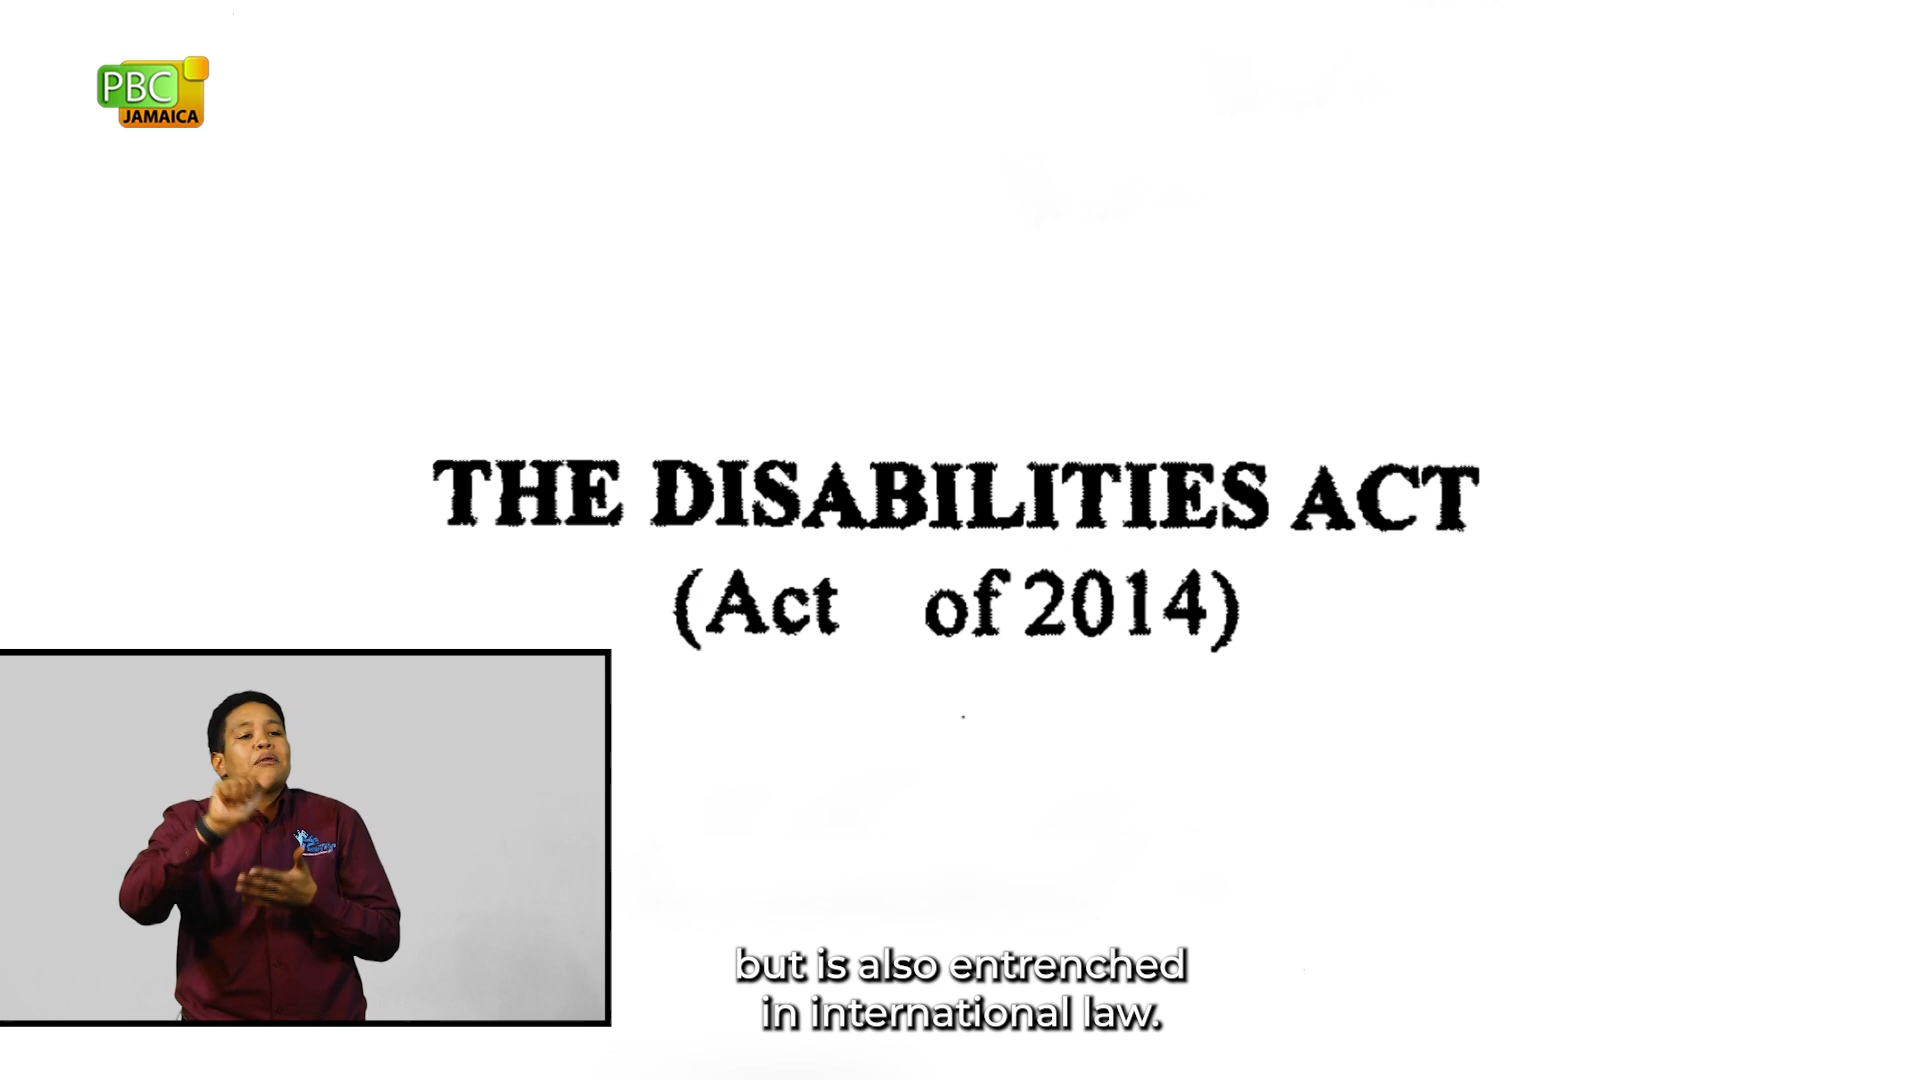 PBC
JAMAICA
THE DISABILITIES ACT
(Act of 2014)
but is also entrenched
in international law.